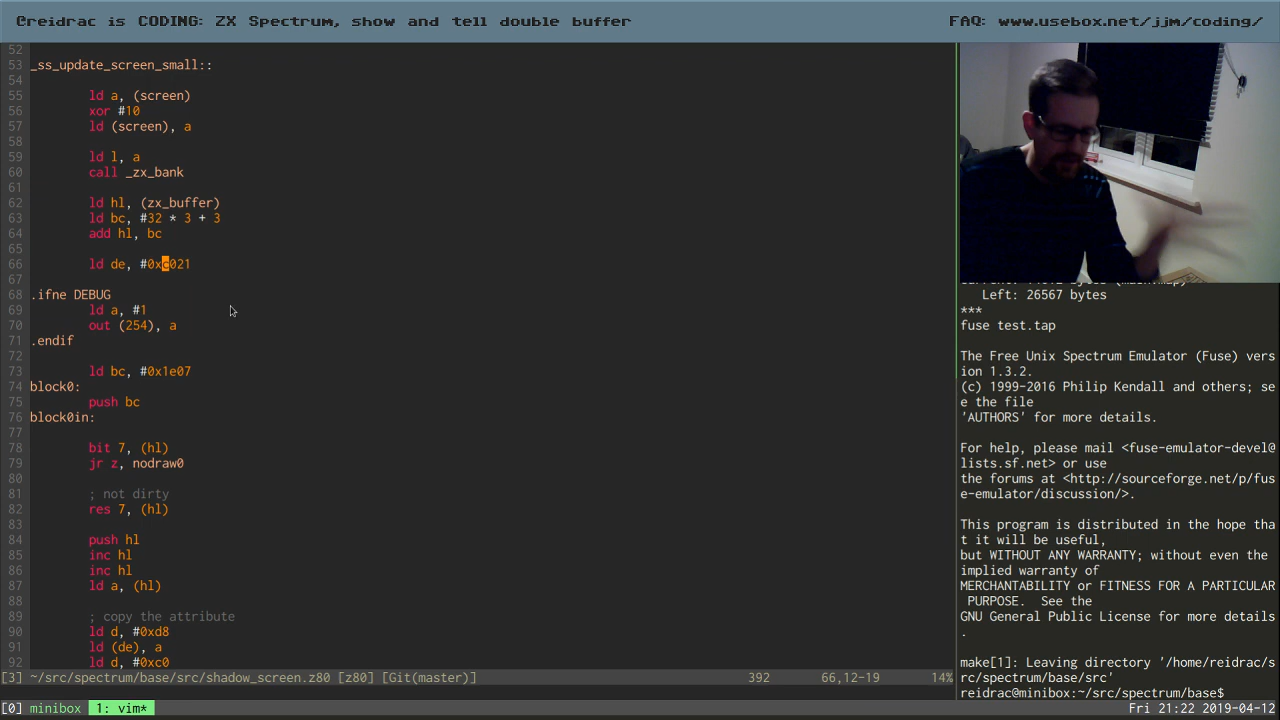 @reidrac is CODING: ZX Spectrum, show and tell double buffer
FAQ: www.usebox.net/jjm/coding/
52
53 _ss_update_screen_small::
54
55 ld a, (screen)
56 xor #10
57 ld (screen), a
58
59 ld l, a
60 call _zx_bank
61
62 ld hl, (zx_buffer)
63 ld bc, #32 * 3 + 3
64 add hl, bc
65
66 ld de, #0xc021
67
68 .ifne DEBUG
69 ld a, #1
70 out (254), a
71 .endif
72
73 ld bc, #0x1e07
74 block0:
75 push bc
76 block0in:
77
78 bit 7, (hl)
79 jr z, nodraw0
80
81 ; not dirty
82 res 7, (hl)
83
84 push hl
85 inc hl
86 inc hl
87 ld a, (hl)
88
89 ; copy the attribute
90 ld d, #0xd8
91 ld (de), a
92 ld d, #0xc0
[3] ~/src/spectrum/base/src/shadow_screen.z80 [z80] [Git(master)] 392 66,12-19 14%
Left: 26567 bytes
***
fuse test.tap
The Free Unix Spectrum Emulator (Fuse) vers
ion 1.3.2.
(c) 1999-2016 Philip Kendall and others; se
e the file
'AUTHORS' for more details.
For help, please mail <fuse-emulator-devel@
lists.sf.net> or use
the forums at <http://sourceforge.net/p/fus
e-emulator/discussion/>.
This program is distributed in the hope tha
t it will be useful,
but WITHOUT ANY WARRANTY; without even the
implied warranty of
MERCHANTABILITY or FITNESS FOR A PARTICULAR
PURPOSE. See the
GNU General Public License for more details
.
make[1]: Leaving directory '/home/reidrac/s
rc/spectrum/base/src'
reidrac@minibox:~/src/spectrum/base$
[0] minibox 1: vim* Fri 21:22 2019-04-12